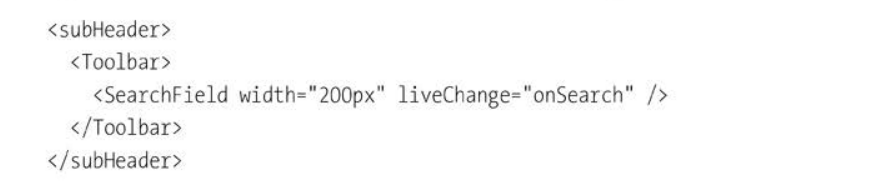 <subHeader>
  <Toolbar>
    <SearchField width="200px" liveChange="onSearch" />
  </Toolbar>
</subHeader>